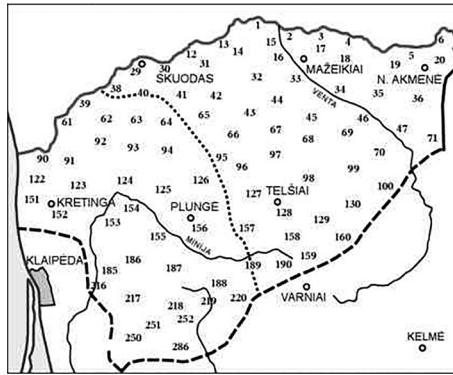 1
15 2 3 4 6
12 13 14 17 5
30 31 16 18 19 20
29 ŠKUODAS MAŽEIKIAI N. AKMENĖ
38 40 41 42 32 33 34 35 36
39 VENTA
61 62 63 64 65 43 44 45 46 47
66 67 68 69 71
92 93 94 70
90 91 95 96 97 98 99 100
122 123 124 125 126 127 TELŠIAI
151 KRETINGA 128 130
152 153 154 PLUNGĖ 156 157 129
155 MINIJA 158 160
KLAIPĖDA 159
185 186 187 188 189 190
216 217 218 219 220 VARNIAI
250 251 252
286 KELMĖ